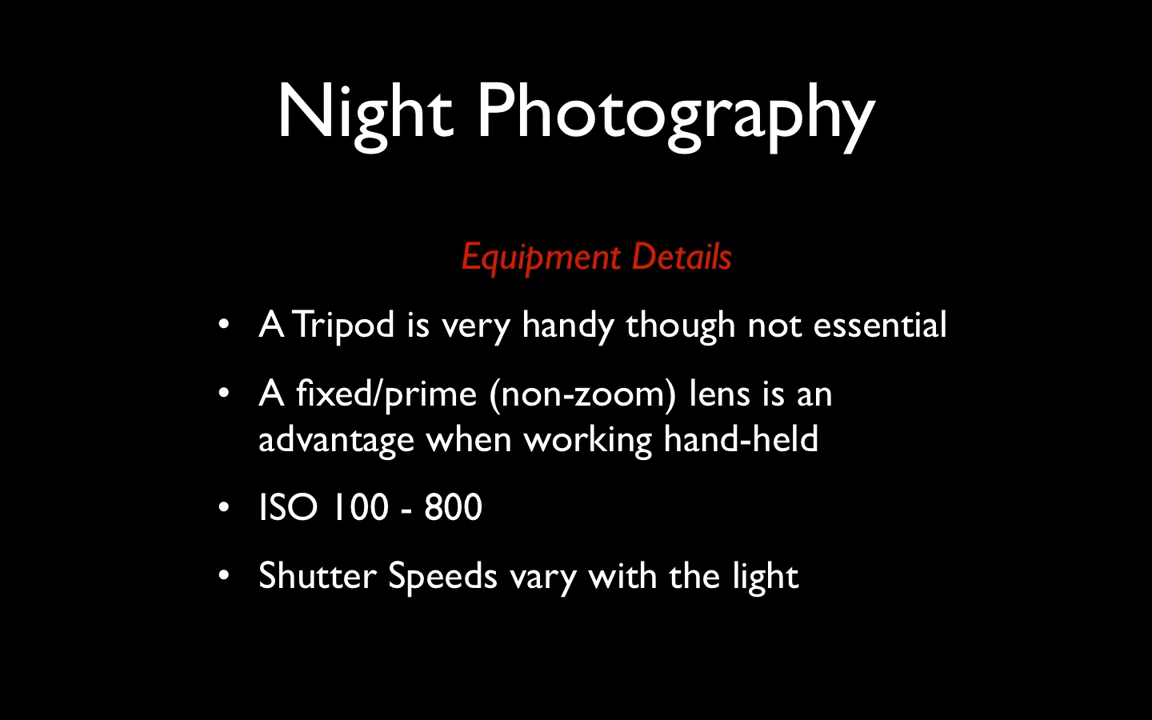 Night Photography
Equipment Details
• A Tripod is very handy though not essential
• A fixed/prime (non-zoom) lens is an
advantage when working hand-held
• ISO 100 - 800
• Shutter Speeds vary with the light